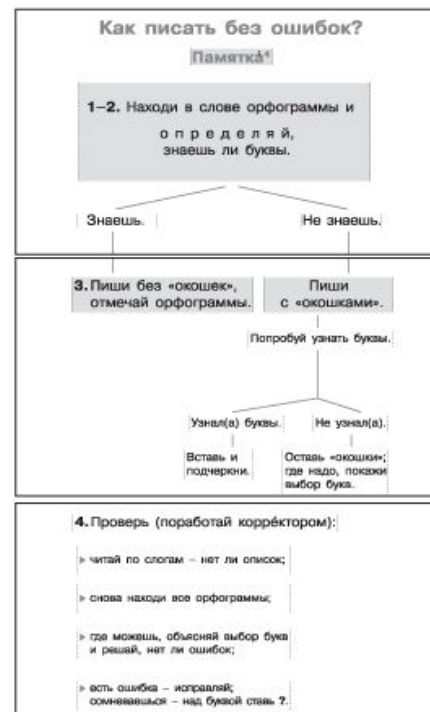 Как писать без ошибок?
Памятка⁴
1–2. Находи в слове орфограммы и
определяй,
знаешь ли буквы.
Знаешь. Не знаешь.
3. Пиши без «окошек»,
отмечай орфограммы.
Пиши
с «окошками».
Попробуй узнать буквы.
Узнал(а) буквы. Не узнал(а).
Вставь и
подчеркни.
Оставь «окошки»;
где надо, покажи
выбор букв.
4. Проверь (поработай корре́ктором):
читай по слогам – нет ли описок;
снова находи все орфограммы;
где можешь, объясняй выбор букв
и решай, нет ли ошибок;
есть ошибка – исправляй;
сомневаешься – над буквой ставь ?.